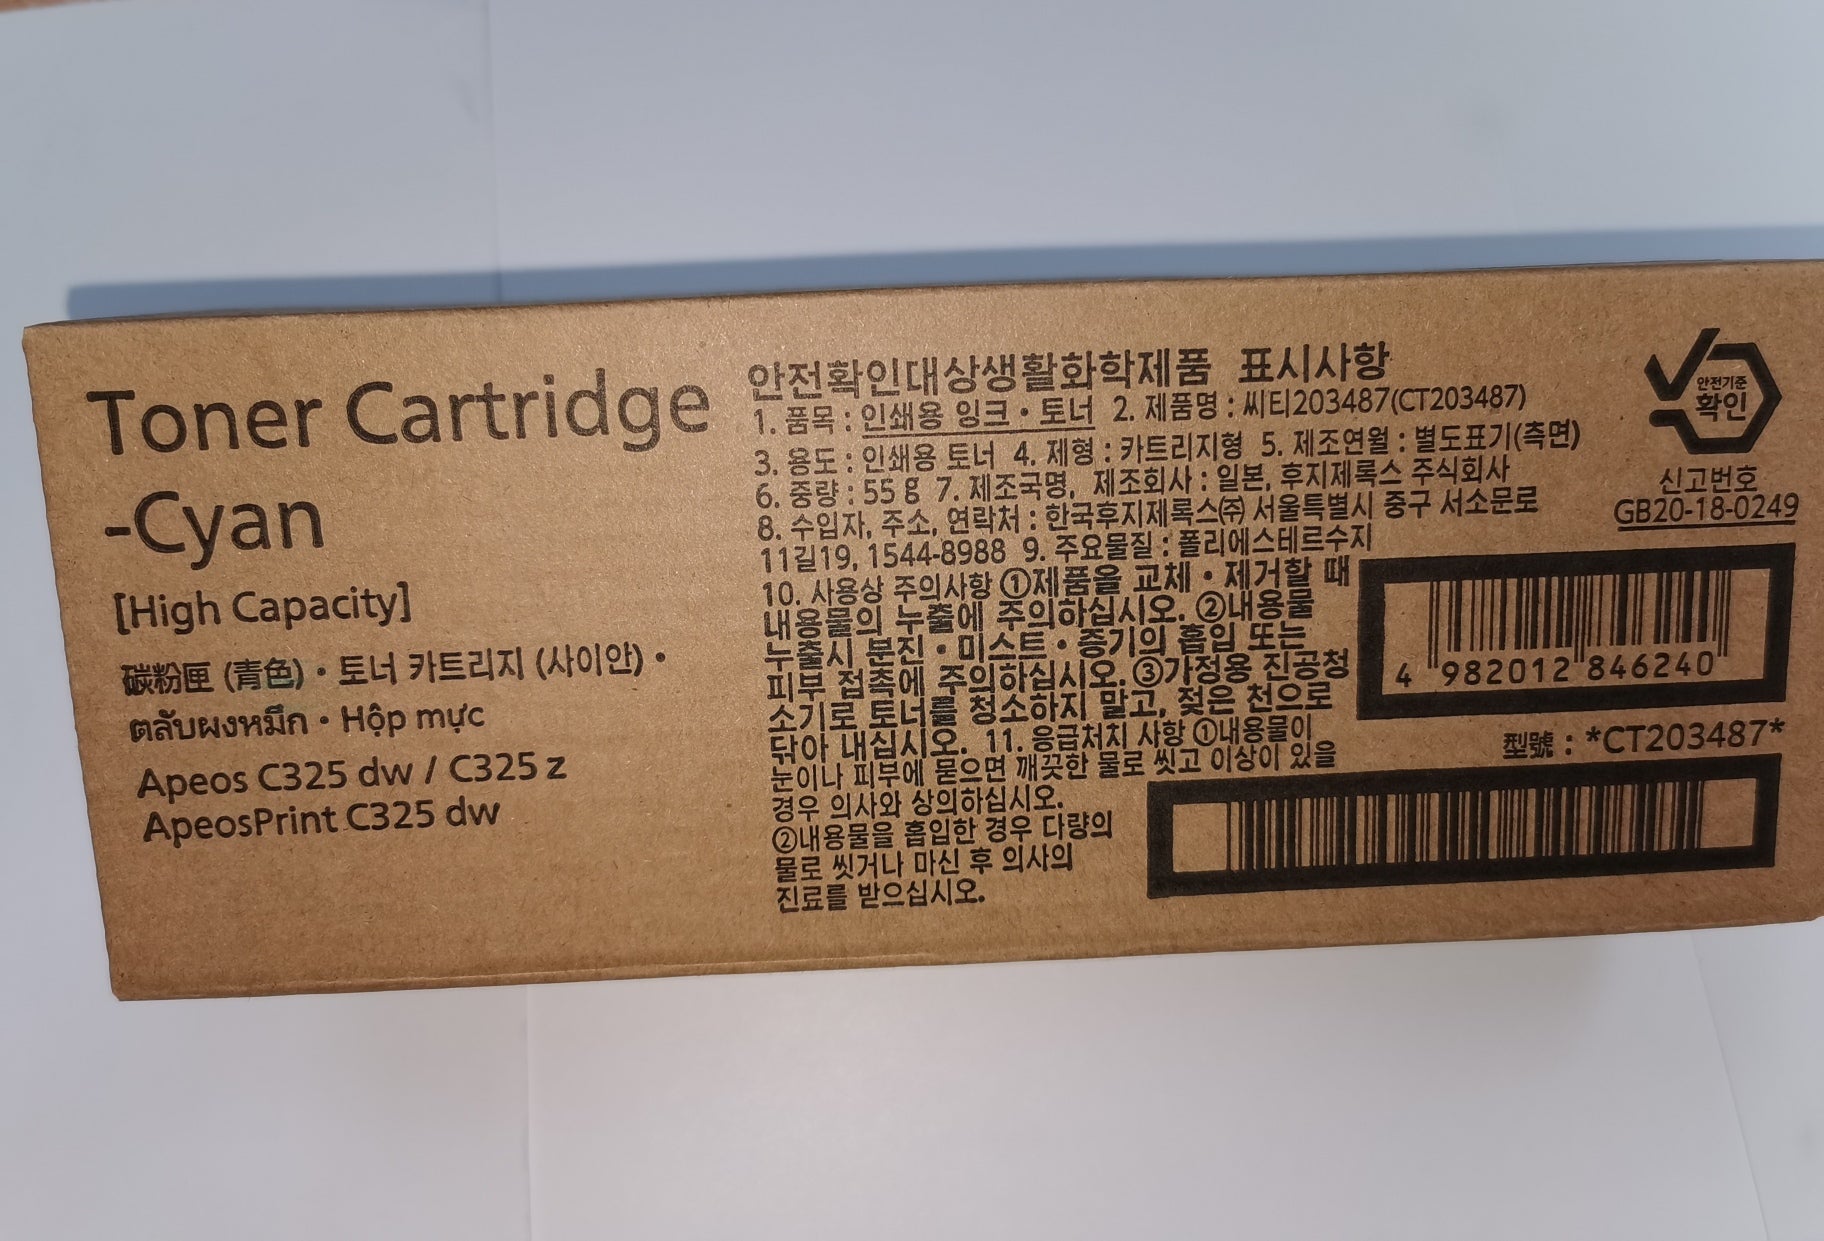 Toner Cartridge
-Cyan
[High Capacity]
碳粉匣 (青色)・토너 카트리지 (사이안)・
ตลับผงหมึก・Hộp mực
Apeos C325 dw / C325 z
ApeosPrint C325 dw
안전확인대상생활화학제품 표시사항
1. 품목 : 인쇄용 잉크・토너 2. 제품명 : 씨티203487(CT203487)
3. 용도 : 인쇄용 토너 4. 제형 : 카트리지형 5. 제조연월 : 별도표기(측면)
6. 중량 : 55 g 7. 제조국명, 제조회사 : 일본, 후지제록스 주식회사
8. 수입자, 주소, 연락처 : 한국후지제록스㈜ 서울특별시 중구 서소문로
11길19, 1544-8988 9. 주요물질 : 폴리에스테르수지
10. 사용상 주의사항 ①제품을 교체・제거할 때
내용물의 누출에 주의하십시오. ②내용물
누출시 분진・미스트・증기의 흡입 또는
피부 접촉에 주의하십시오. ③가정용 진공청
소기로 토너를 청소하지 말고, 젖은 천으로
닦아 내십시오. 11. 응급처치 사항 ①내용물이
눈이나 피부에 묻으면 깨끗한 물로 씻고 이상이 있을
경우 의사와 상의하십시오.
②내용물을 흡입한 경우 다량의
물로 씻거나 마신 후 의사의
진료를 받으십시오.
안전기준
확인
신고번호
GB20-18-0249
4 982012 846240
型號 : *CT203487*